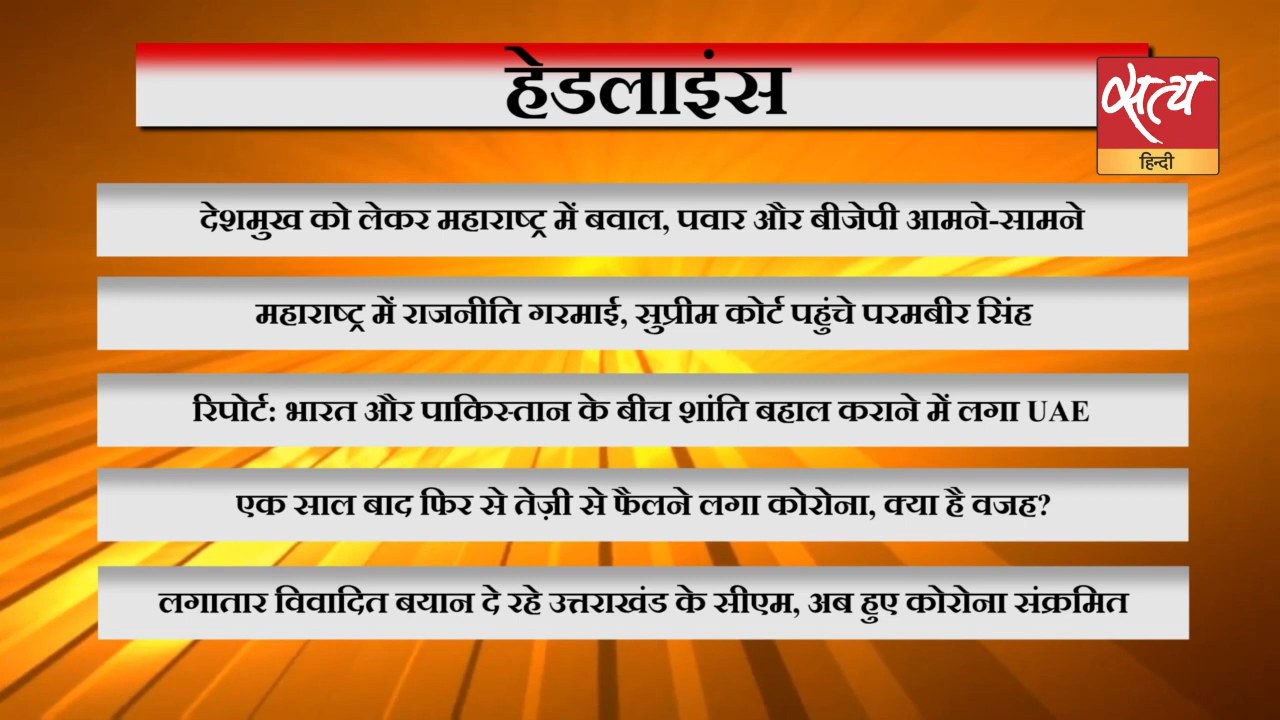 हेडलाइंस
सत्य
हिन्दी
देशमुख को लेकर महाराष्ट्र में बवाल, पवार और बीजेपी आमने-सामने
महाराष्ट्र में राजनीति गरमाई, सुप्रीम कोर्ट पहुंचे परमबीर सिंह
रिपोर्ट: भारत और पाकिस्तान के बीच शांति बहाल कराने में लगा UAE
एक साल बाद फिर से तेज़ी से फैलने लगा कोरोना, क्या है वजह?
लगातार विवादित बयान दे रहे उत्तराखंड के सीएम, अब हुए कोरोना संक्रमित